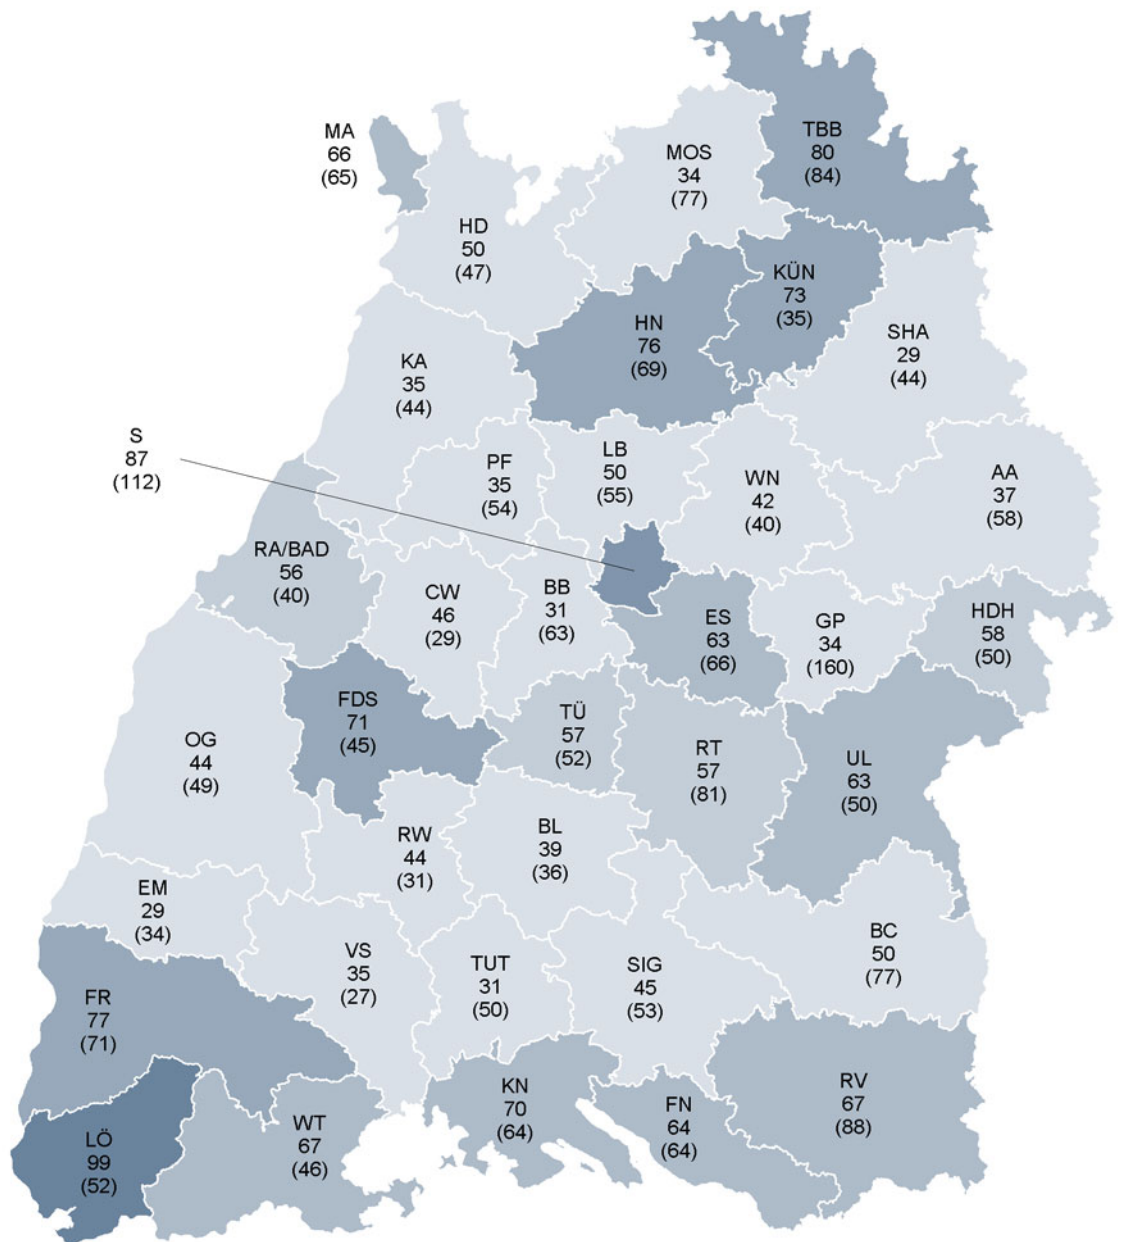 TBB
80
(84)
MA
66
(65)
MOS
34
(77)
HD
50
(47)
KÜN
73
(35)
HN
76
(69)
SHA
29
(44)
KA
35
(44)
S
87
(112)
PF
35
(54)
LB
50
(55)
WN
42
(40)
AA
37
(58)
RA/BAD
56
(40)
CW
46
(29)
BB
31
(63)
ES
63
(66)
GP
34
(160)
HDH
58
(50)
FDS
71
(45)
TÜ
57
(52)
OG
44
(49)
RT
57
(81)
UL
63
(50)
RW
44
(31)
BL
39
(36)
EM
29
(34)
VS
35
(27)
TUT
31
(50)
SIG
45
(53)
BC
50
(77)
FR
77
(71)
KN
70
(64)
FN
64
(64)
RV
67
(88)
LÖ
99
(52)
WT
67
(46)